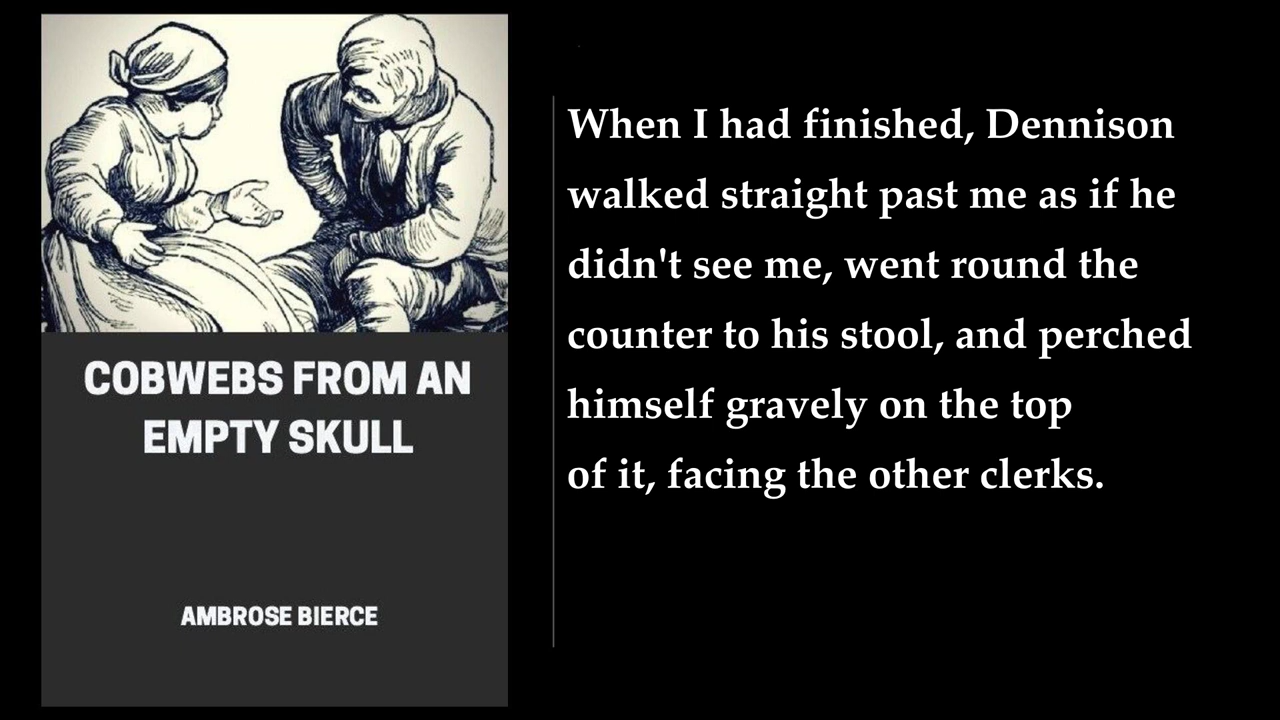 COBWEBS FROM AN
EMPTY SKULL
AMBROSE BIERCE
When I had finished, Dennison
walked straight past me as if he
didn't see me, went round the
counter to his stool, and perched
himself gravely on the top
of it, facing the other clerks.